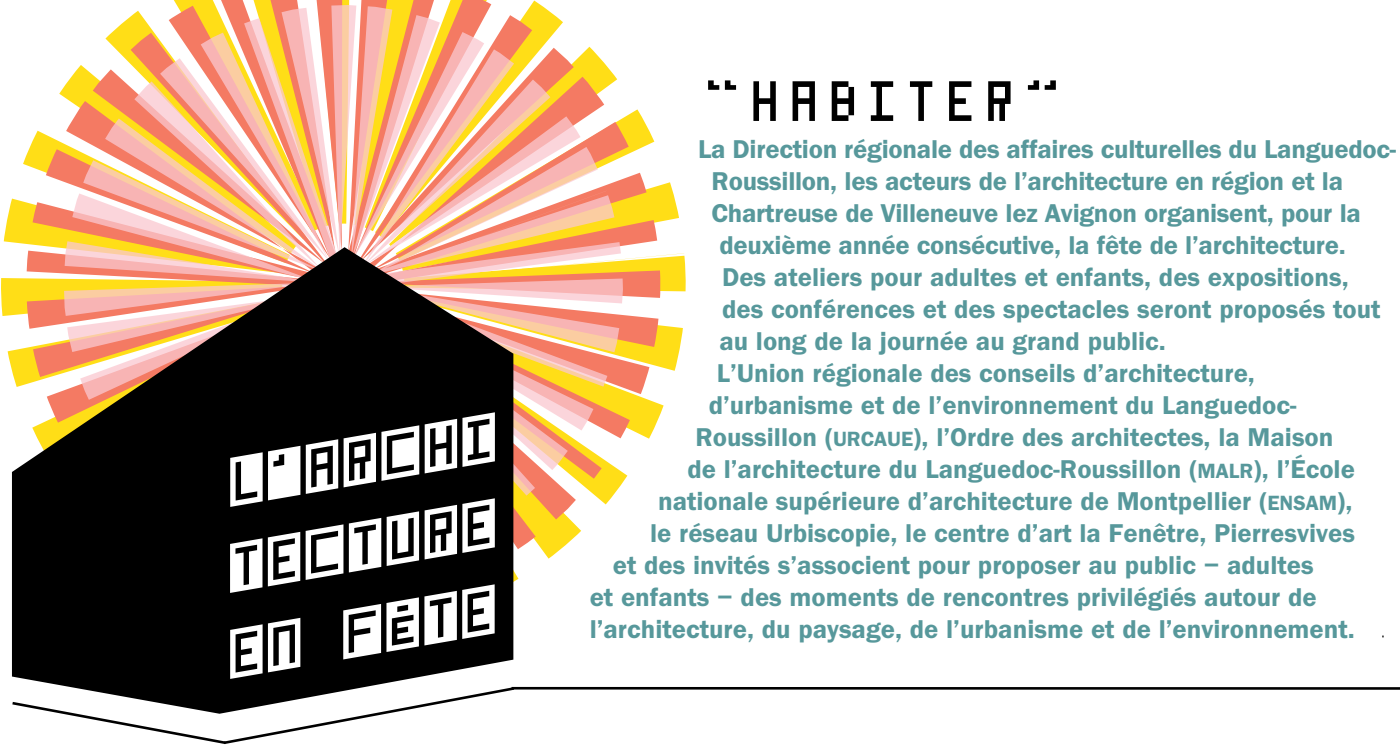 "HABITER"
La Direction régionale des affaires culturelles du Languedoc-
Roussillon, les acteurs de l’architecture en région et la
Chartreuse de Villeneuve lez Avignon organisent, pour la
deuxième année consécutive, la fête de l’architecture.
Des ateliers pour adultes et enfants, des expositions,
des conférences et des spectacles seront proposés tout
au long de la journée au grand public.
L’Union régionale des conseils d’architecture,
d’urbanisme et de l’environnement du Languedoc-
Roussillon (URCAUE), l’Ordre des architectes, la Maison
de l’architecture du Languedoc-Roussillon (MALR), l’École
nationale supérieure d’architecture de Montpellier (ENSAM),
le réseau Urbiscopie, le centre d’art la Fenêtre, Pierresvives
et des invités s’associent pour proposer au public – adultes
et enfants – des moments de rencontres privilégiés autour de
l’architecture, du paysage, de l’urbanisme et de l’environnement. .
L'ARCHI
TECTURE
EN FÊTE